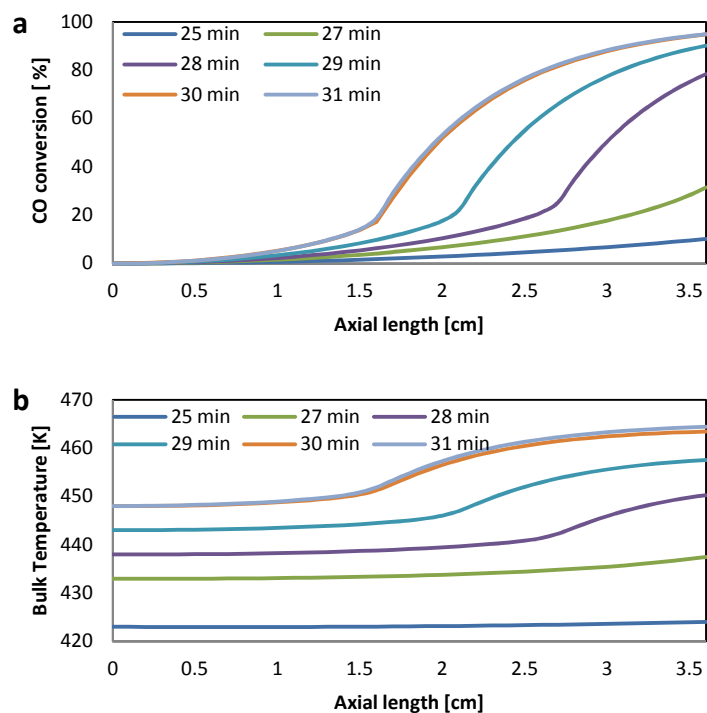 a
CO conversion [ %]
100
80
60
40
20
0
25 min 27 min
28 min 29 min
30 min 31 min
0 0.5 1 1.5 2 2.5 3 3.5
Axial length [cm]
b
Bulk Temperature [K]
470
460
450
440
430
420
25 min 27 min 28 min
29 min 30 min 31 min
0 0.5 1 1.5 2 2.5 3 3.5
Axial length [cm]